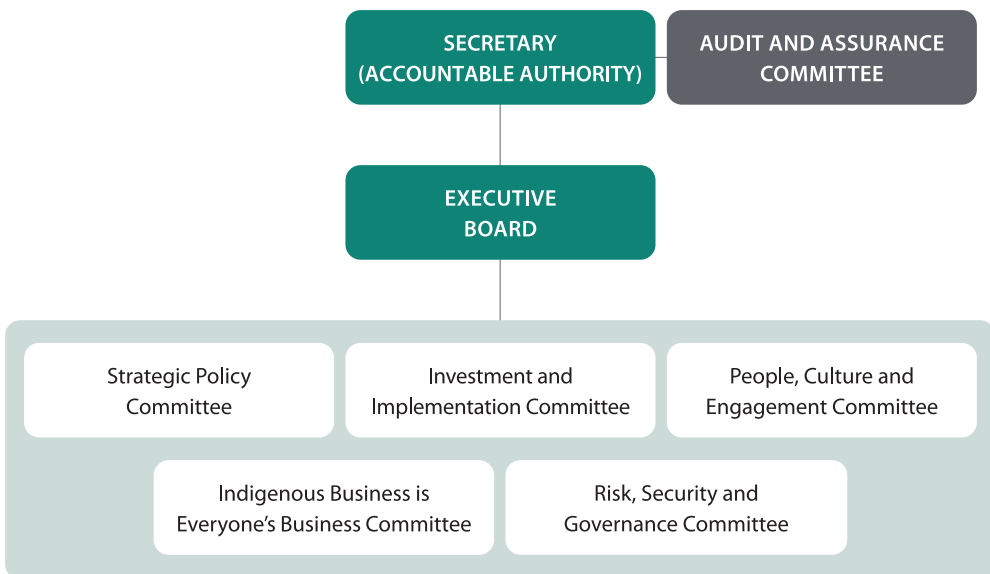 SECRETARY
(ACCOUNTABLE AUTHORITY)
AUDIT AND ASSURANCE
COMMITTEE
EXECUTIVE
BOARD
Strategic Policy
Committee
Investment and
Implementation Committee
People, Culture and
Engagement Committee
Indigenous Business is
Everyone’s Business Committee
Risk, Security and
Governance Committee